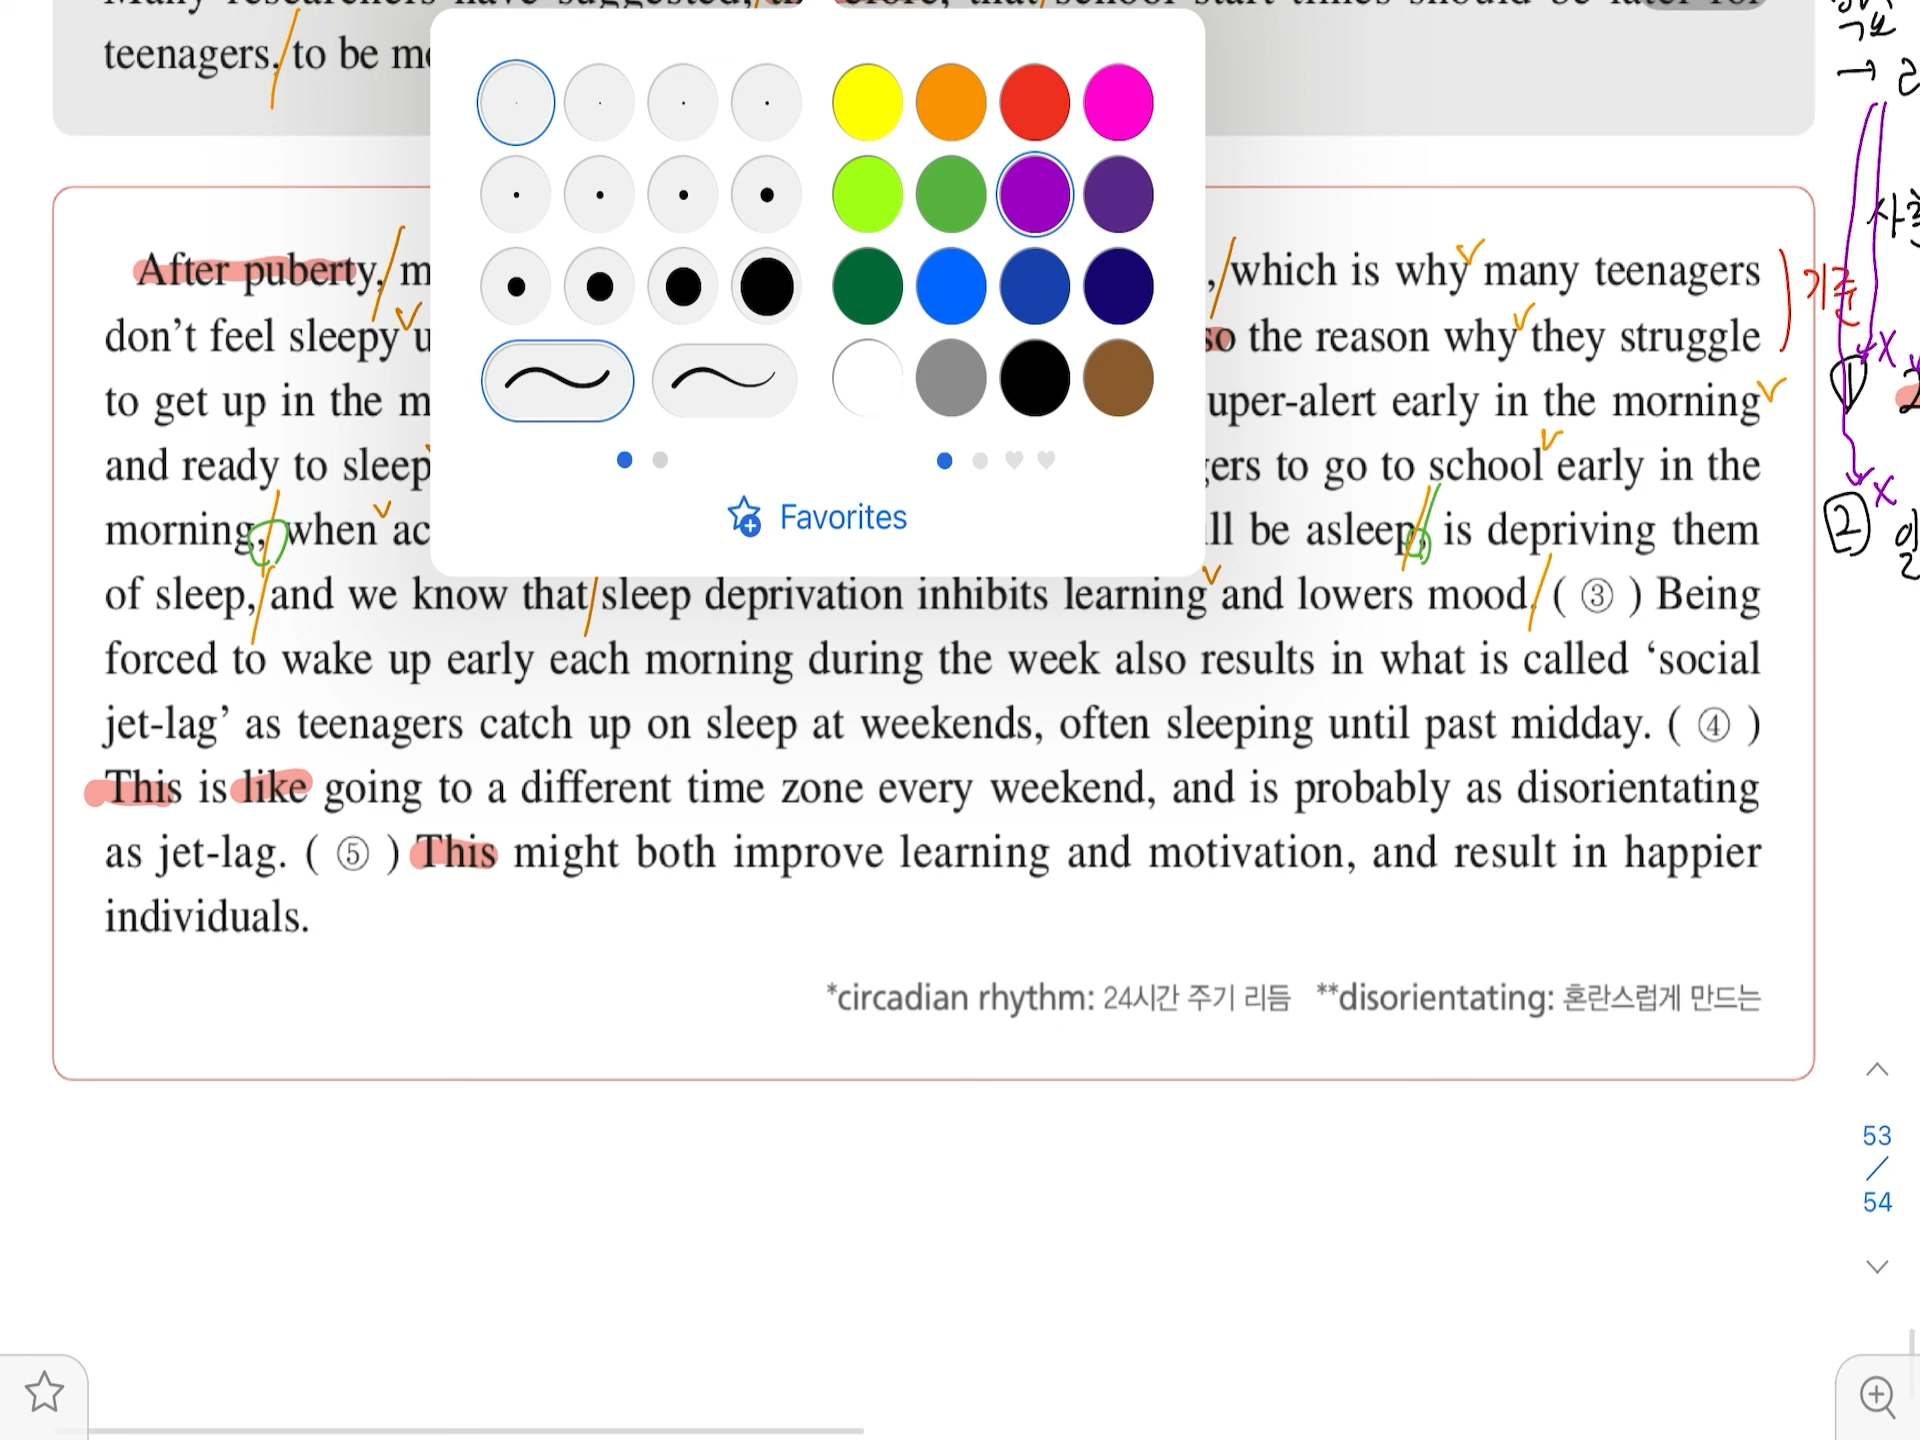 teenagers, to be
After puberty, , which is why many teenagers
don't feel sleepy so the reason why they struggle
to get up in the early in the morning
and ready to sleep to go to school early in the
morning, when be asleep, is depriving them
of sleep, and we know that sleep deprivation inhibits learning and lowers mood. ( ③ ) Being
forced to wake up early each morning during the week also results in what is called ‘social
jet-lag’ as teenagers catch up on sleep at weekends, often sleeping until past midday. ( ④ )
This is like going to a different time zone every weekend, and is probably as disorientating
as jet-lag. ( ⑤ ) This might both improve learning and motivation, and result in happier
individuals.
*circadian rhythm: 24시간 주기 리듬 **disorientating: 혼란스럽게 만드는
Favorites
기준
①
②
53
/
54